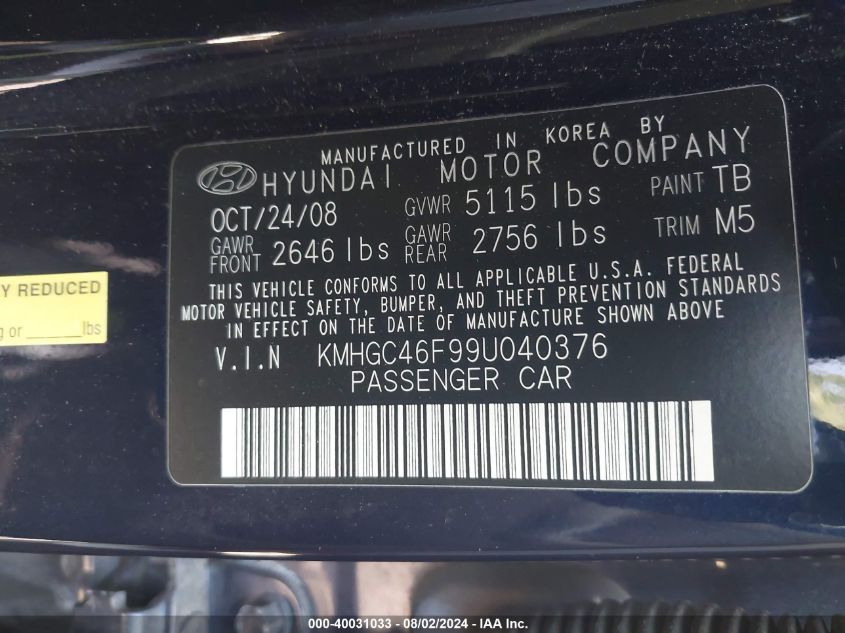 MANUFACTURED IN KOREA BY
HYUNDAI MOTOR COMPANY
OCT/24/08 GVWR 5115 lbs PAINT TB
GAWR FRONT 2646 lbs GAWR REAR 2756 lbs TRIM M5
THIS VEHICLE CONFORMS TO ALL APPLICABLE U.S.A. FEDERAL
MOTOR VEHICLE SAFETY, BUMPER, AND THEFT PREVENTION STANDARDS
IN EFFECT ON THE DATE OF MANUFACTURE SHOWN ABOVE
V.I.N KMHGC46F99U040376
PASSENGER CAR
Y REDUCED
g or ______lbs
000-40031033 - 08/02/2024 - IAA Inc.